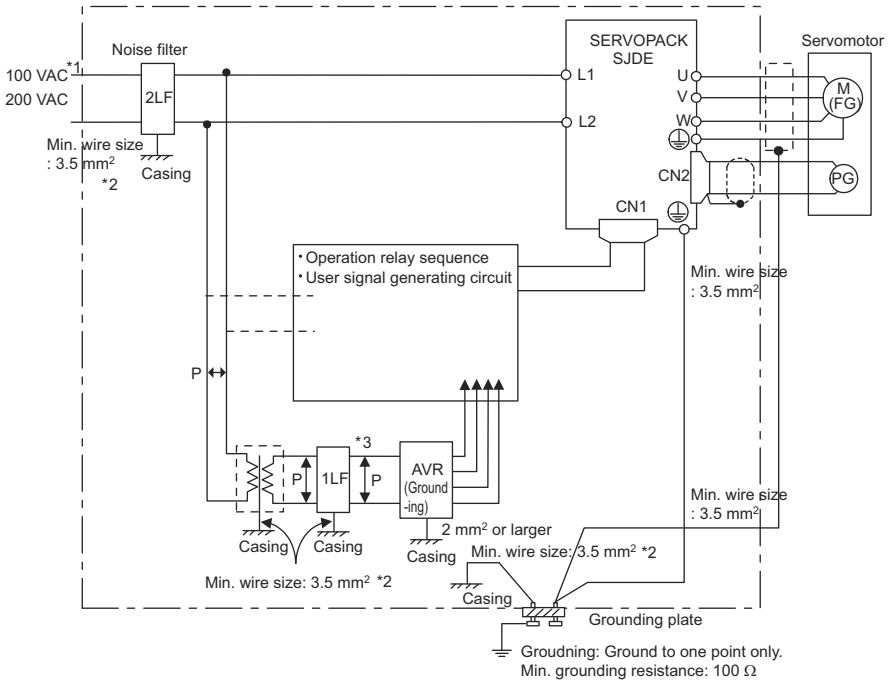 Noise filter
SERVOPACK
SJDE
Servomotor
100 VAC *1
200 VAC
2LF
L1
L2
U
V
W
M
(FG)
Min. wire size
: 3.5 mm²
*2
Casing
CN2
PG
CN1
• Operation relay sequence
• User signal generating circuit
Min. wire size
: 3.5 mm²
P
*3
P
1LF
P
AVR
(Ground
-ing)
Min. wire size
: 3.5 mm²
2 mm² or larger
Casing
Casing
Casing
Min. wire size: 3.5 mm² *2
Min. wire size: 3.5 mm² *2
Casing
Grounding plate
Groudning: Ground to one point only.
Min. grounding resistance: 100 Ω